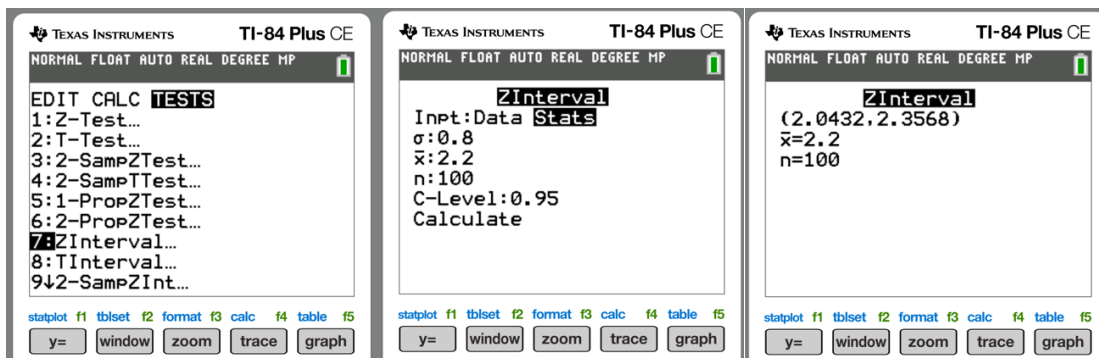 TEXAS INSTRUMENTS TI-84 Plus CE
NORMAL FLOAT AUTO REAL DEGREE MP
EDIT CALC TESTS
1:Z-Test…
2:T-Test…
3:2-SampZTest…
4:2-SampTTest…
5:1-PropZTest…
6:2-PropZTest…
7:ZInterval…
8:TInterval…
9↓2-SampZInt…
statplot f1 tblset f2 format f3 calc f4 table f5
y= window zoom trace graph
TEXAS INSTRUMENTS TI-84 Plus CE
NORMAL FLOAT AUTO REAL DEGREE MP
ZInterval
Inpt:Data Stats
σ:0.8
x̄:2.2
n:100
C-Level:0.95
Calculate
statplot f1 tblset f2 format f3 calc f4 table f5
y= window zoom trace graph
TEXAS INSTRUMENTS TI-84 Plus CE
NORMAL FLOAT AUTO REAL DEGREE MP
ZInterval
(2.0432,2.3568)
x̄=2.2
n=100
statplot f1 tblset f2 format f3 calc f4 table f5
y= window zoom trace graph